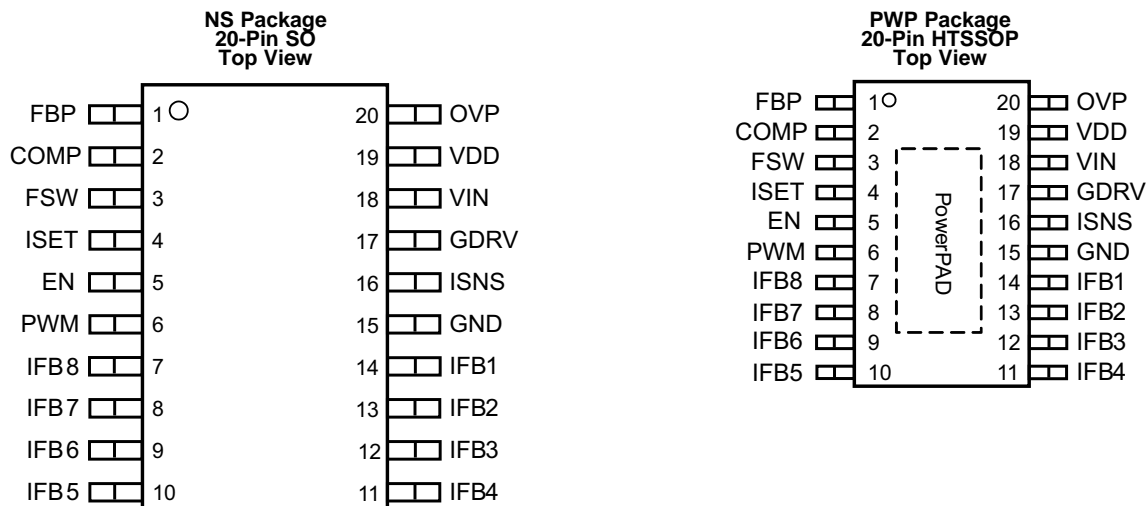 NS Package
20-Pin SO
Top View
FBP 1 20 OVP
COMP 2 19 VDD
FSW 3 18 VIN
ISET 4 17 GDRV
EN 5 16 ISNS
PWM 6 15 GND
IFB8 7 14 IFB1
IFB7 8 13 IFB2
IFB6 9 12 IFB3
IFB5 10 11 IFB4
PWP Package
20-Pin HTSSOP
Top View
FBP 1 20 OVP
COMP 2 19 VDD
FSW 3 18 VIN
ISET 4 17 GDRV
EN 5 16 ISNS
PWM 6 15 GND
IFB8 7 14 IFB1
IFB7 8 13 IFB2
IFB6 9 12 IFB3
IFB5 10 11 IFB4
PowerPAD